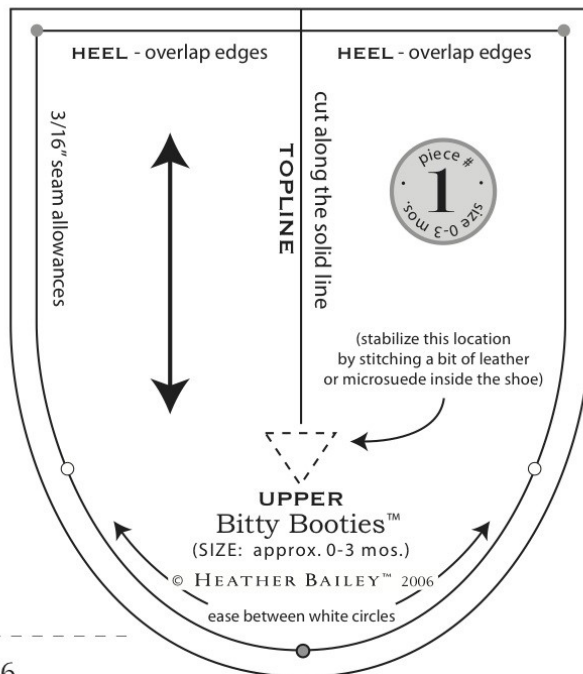 HEEL - overlap edges
HEEL - overlap edges
3/16" seam allowances
TOPLINE
cut along the solid line
piece #
1
size 0-3 mos.
(stabilize this location
by stitching a bit of leather
or microsuede inside the shoe)
UPPER
Bitty Booties™
(SIZE: approx. 0-3 mos.)
© HEATHER BAILEY™ 2006
ease between white circles
6